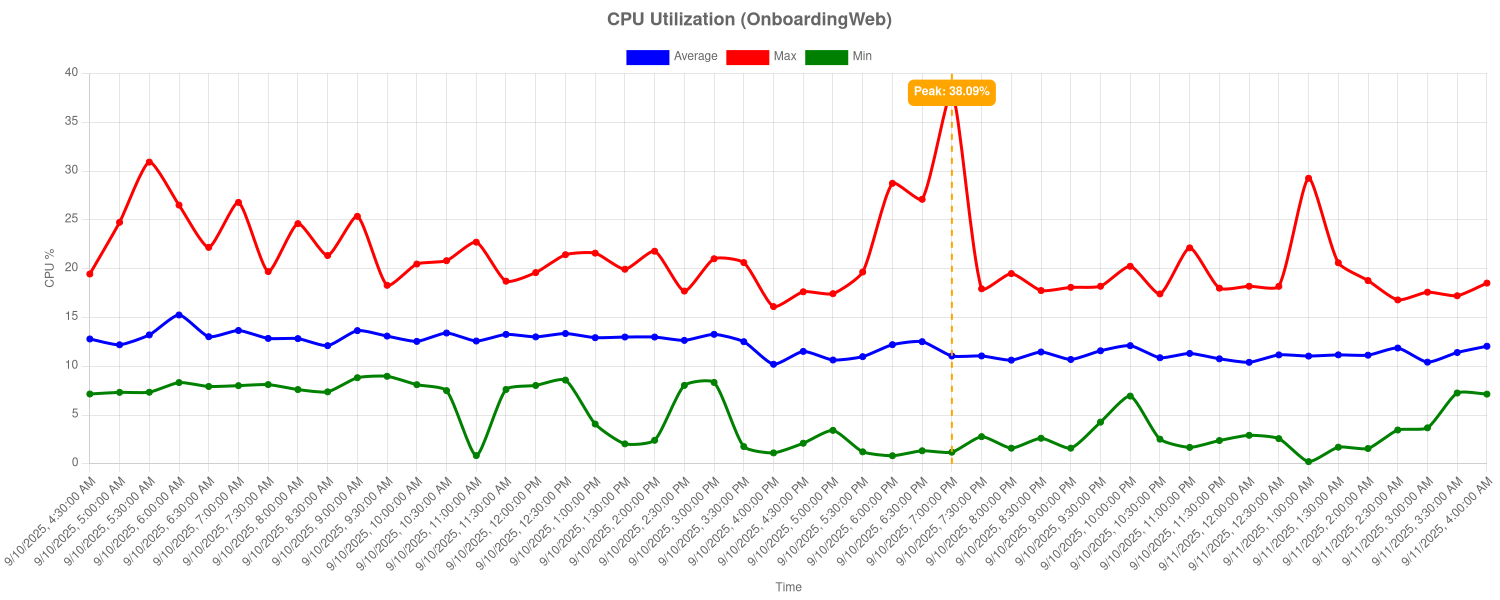 CPU Utilization (OnboardingWeb)
Average Max Min
Peak: 38.09%
40
35
30
25
20
15
10
5
0
CPU %
9/10/2025, 4:30:00 AM
9/10/2025, 5:00:00 AM
9/10/2025, 5:30:00 AM
9/10/2025, 6:00:00 AM
9/10/2025, 6:30:00 AM
9/10/2025, 7:00:00 AM
9/10/2025, 7:30:00 AM
9/10/2025, 8:00:00 AM
9/10/2025, 8:30:00 AM
9/10/2025, 9:00:00 AM
9/10/2025, 9:30:00 AM
9/10/2025, 10:00:00 AM
9/10/2025, 10:30:00 AM
9/10/2025, 11:00:00 AM
9/10/2025, 11:30:00 AM
9/10/2025, 12:00:00 PM
9/10/2025, 12:30:00 PM
9/10/2025, 1:00:00 PM
9/10/2025, 1:30:00 PM
9/10/2025, 2:00:00 PM
9/10/2025, 2:30:00 PM
9/10/2025, 3:00:00 PM
9/10/2025, 3:30:00 PM
9/10/2025, 4:00:00 PM
9/10/2025, 4:30:00 PM
9/10/2025, 5:00:00 PM
9/10/2025, 5:30:00 PM
9/10/2025, 6:00:00 PM
9/10/2025, 6:30:00 PM
9/10/2025, 7:00:00 PM
9/10/2025, 7:30:00 PM
9/10/2025, 8:00:00 PM
9/10/2025, 8:30:00 PM
9/10/2025, 9:00:00 PM
9/10/2025, 9:30:00 PM
9/10/2025, 10:00:00 PM
9/10/2025, 10:30:00 PM
9/10/2025, 11:00:00 PM
9/10/2025, 11:30:00 PM
9/11/2025, 12:00:00 AM
9/11/2025, 12:30:00 AM
9/11/2025, 1:00:00 AM
9/11/2025, 1:30:00 AM
9/11/2025, 2:00:00 AM
9/11/2025, 2:30:00 AM
9/11/2025, 3:00:00 AM
9/11/2025, 3:30:00 AM
9/11/2025, 4:00:00 AM
Time